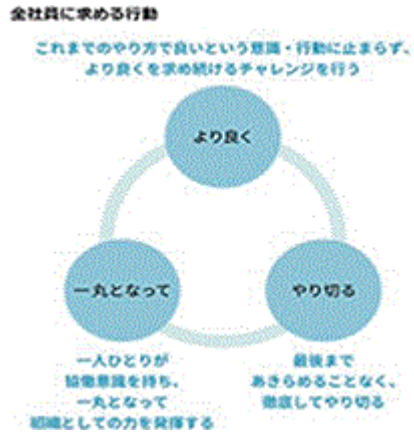 全社員に求める行動
これまでのやり方で良いという意識・行動に止まらず、
より良くを求め続けるチャレンジを行う
より良く
一丸となって
やり切る
一人ひとりが
協働意識を持ち、
一丸となって
組織としての力を発揮する
最後まで
あきらめることなく、
徹底してやり切る